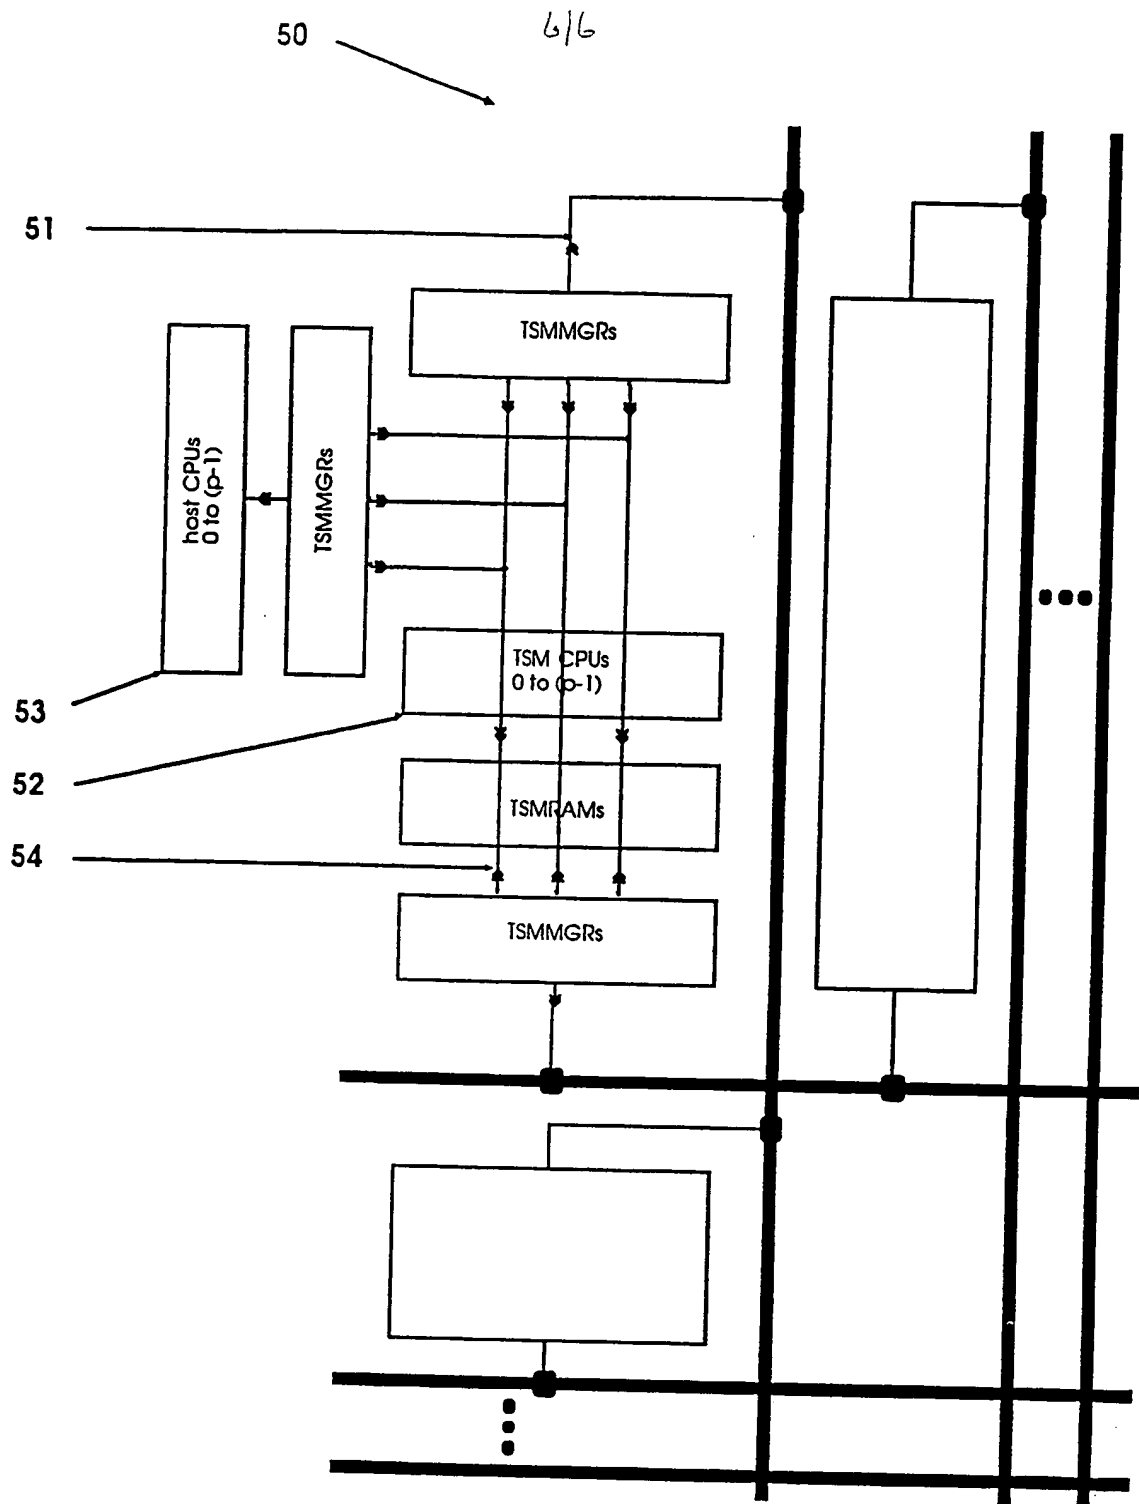 50
6/6
51
TSMMGRs
host CPUs
0 to (p-1)
TSMMGRs
TSM CPUs
0 to (p-1)
53
52
TSMRAMs
54
TSMMGRs